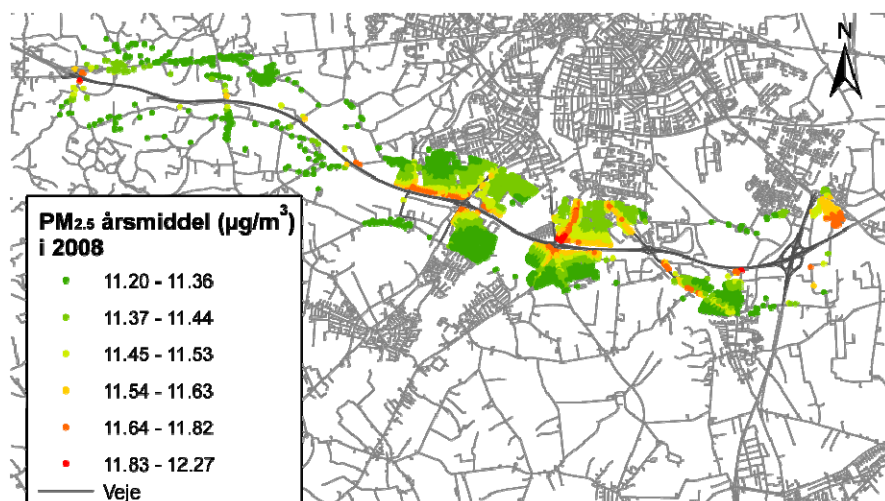 N
PM2.5 årsmiddel (µg/m³)
i 2008
11.20 - 11.36
11.37 - 11.44
11.45 - 11.53
11.54 - 11.63
11.64 - 11.82
11.83 - 12.27
Veje